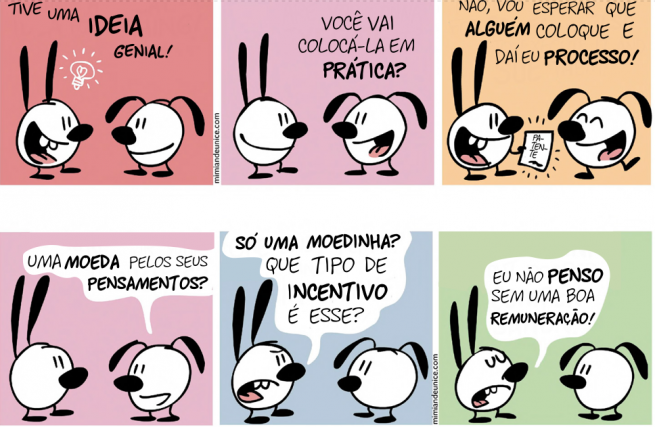 TIVE UMA IDEIA
GENIAL!
VOCÊ VAI
COLOCÁ-LA EM
PRÁTICA?
NÃO, VOU ESPERAR QUE
ALGUÉM COLOQUE E
DAÍ EU PROCESSO!
PA-
TEN-
TE
mimiandeunice.com
UMA MOEDA PELOS SEUS
PENSAMENTOS?
SÓ UMA MOEDINHA?
QUE TIPO DE
INCENTIVO
É ESSE?
EU NÃO PENSO
SEM UMA BOA
REMUNERAÇÃO!
mimiandeunice.com